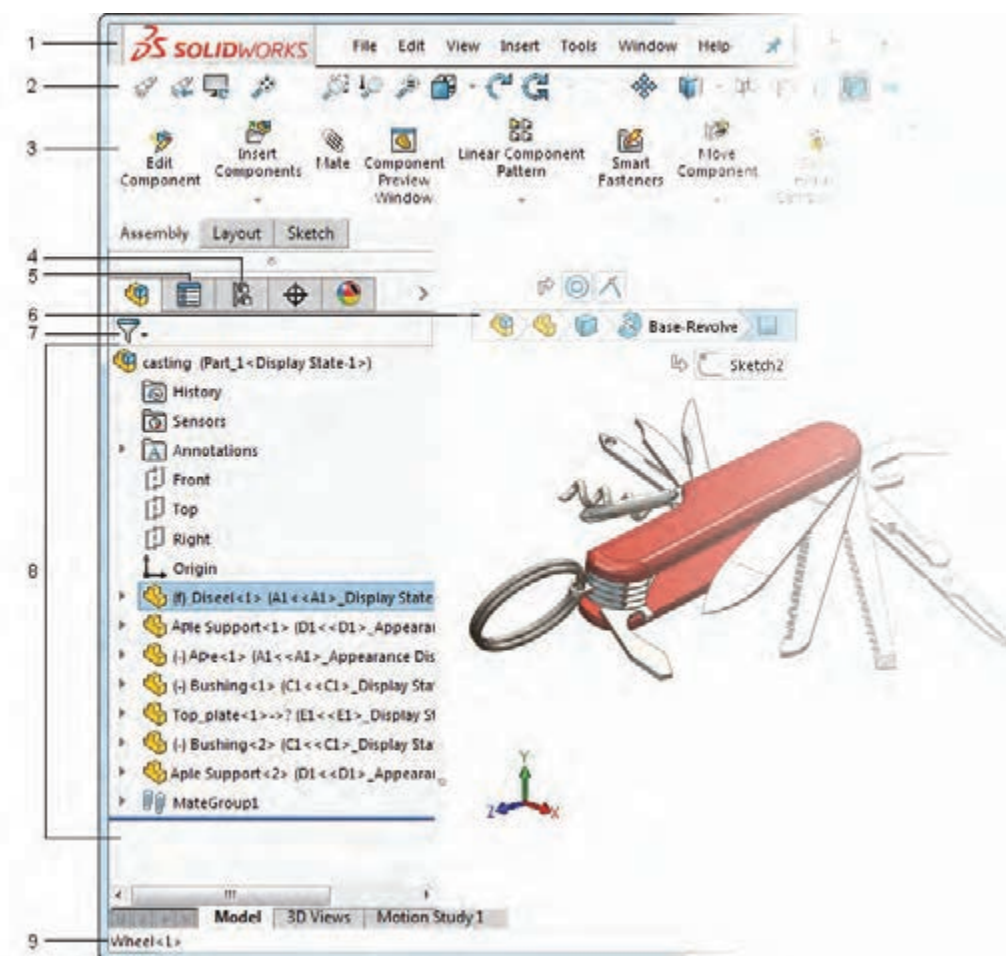 1
SOLIDWORKS File Edit View Insert Tools Window Help
2
3
Edit Component
Insert Components
Mate
Component Preview Window
Linear Component Pattern
Smart Fasteners
Move Component
Assembly Layout Sketch
4
5
6
7
Base-Revolve
Sketch2
casting (Part_1<Display State-1>)
History
Sensors
Annotations
Front
Top
Right
Origin
8
(f) Diseel<1> (A1<<A1>_Display State
Aple Support<1> (D1<<D1>_Appearai
(-) Ape<1> (A1<<A1>_Appearance Dis
(-) Bushing<1> (C1<<C1>_Display Sta
Top_plate<1>->? (E1<<E1>_Display St
(-) Bushing<2> (C1<<C1>_Display Sta
Aple Support<2> (D1<<D1>_Appearai
MateGroup1
Y
Z X
Model 3D Views Motion Study 1
9
Wheel<1>